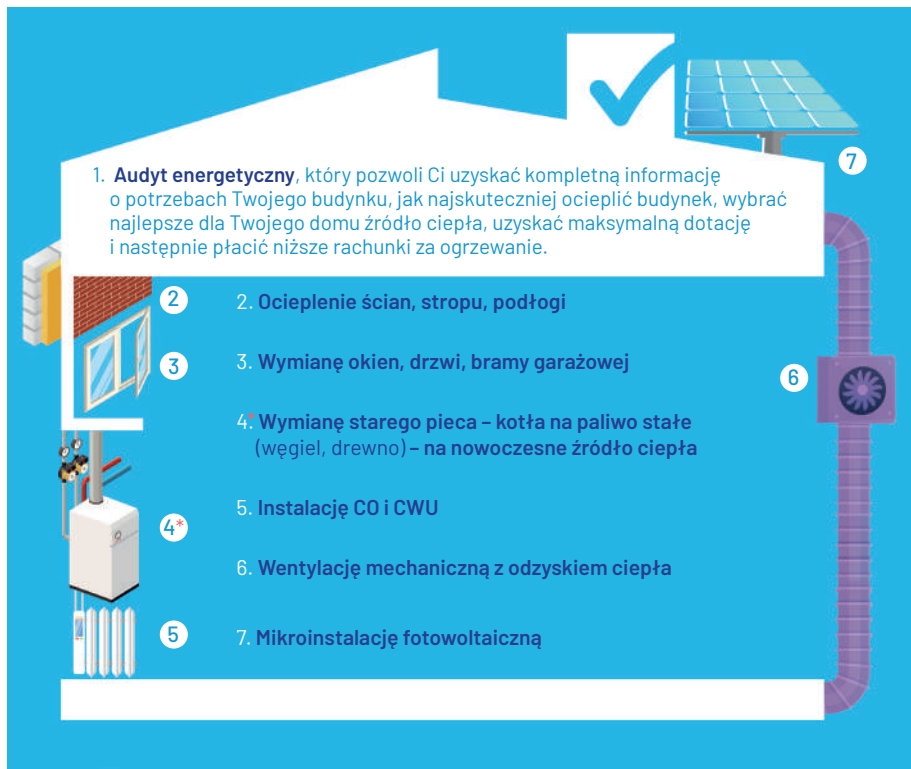 1. Audyt energetyczny, który pozwoli Ci uzyskać kompletną informację
o potrzebach Twojego budynku, jak najskuteczniej ocieplić budynek, wybrać
najlepsze dla Twojego domu źródło ciepła, uzyskać maksymalną dotację
i następnie płacić niższe rachunki za ogrzewanie.
7
2
2. Ocieplenie ścian, stropu, podłogi
3
3. Wymianę okien, drzwi, bramy garażowej
6
4.* Wymianę starego pieca – kotła na paliwo stałe
(węgiel, drewno) – na nowoczesne źródło ciepła
4*
5. Instalację CO i CWU
6. Wentylację mechaniczną z odzyskiem ciepła
5
7. Mikroinstalację fotowoltaiczną